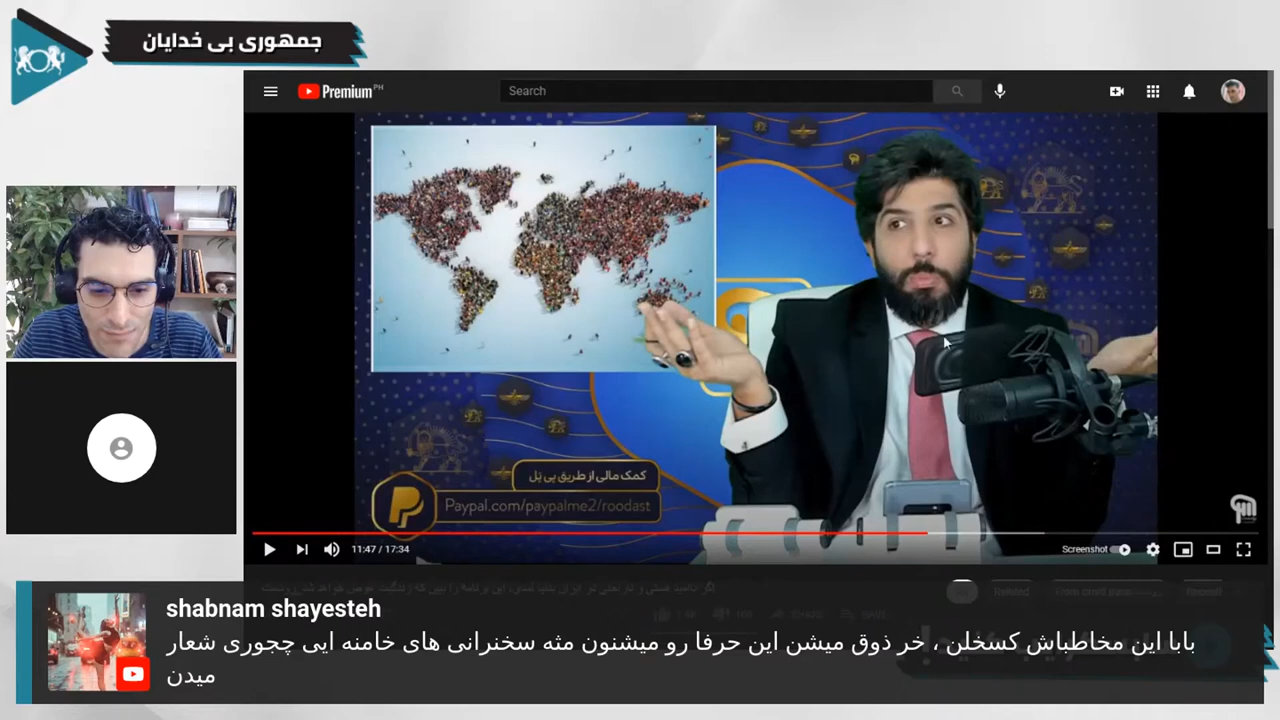 جمهوری بی خدایان
Premium PH
Search
کمک مالی از طریق پی پَل
Paypal.com/paypalme2/roodast
11:47 / 17:34
Screenshot
shabnam shayesteh
بابا این مخاطباش کسخلن ، خر ذوق میشن این حرفا رو میشنون مثه سخنرانی های خامنه ایی چجوری شعار
میدن